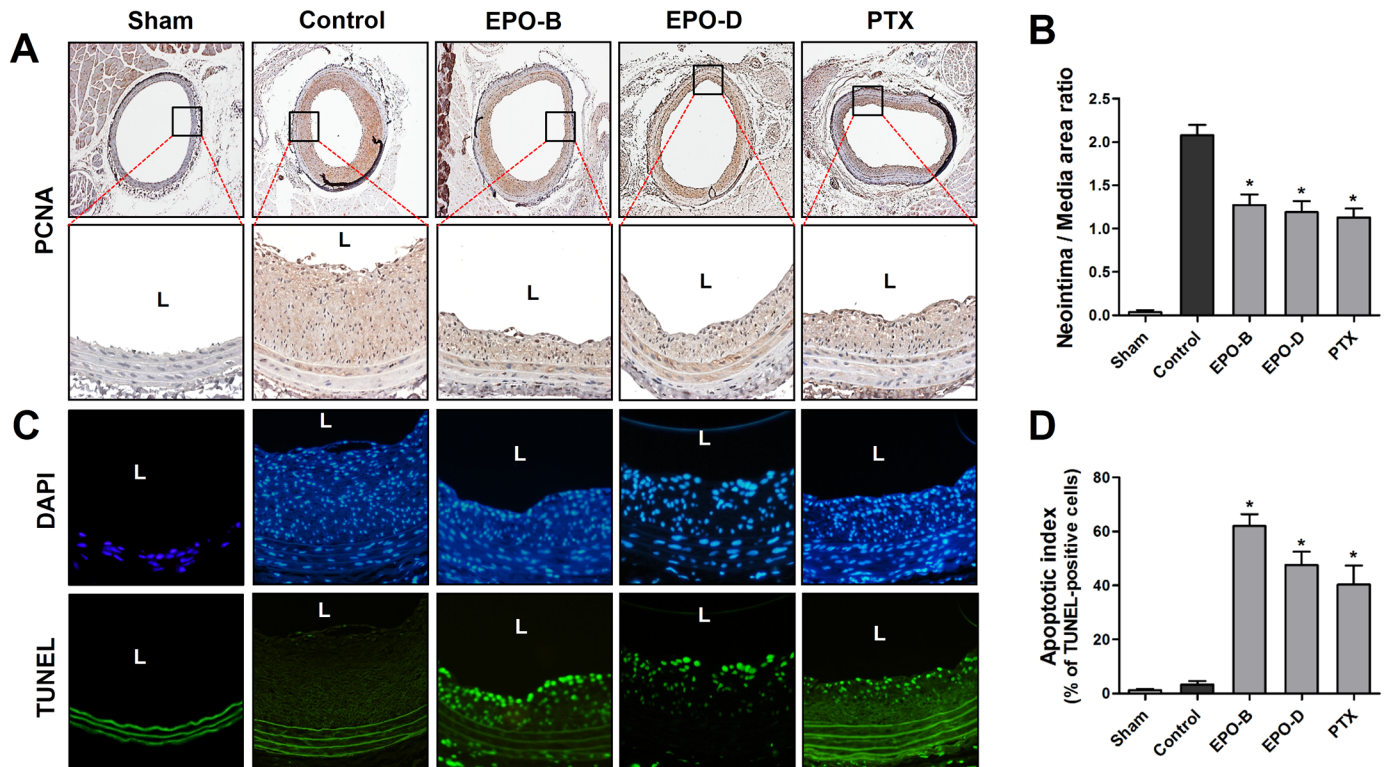 Sham Control EPO-B EPO-D PTX
A
PCNA
L L L L L
B
Neointima / Media area ratio
2.5
2.0
1.5
1.0
0.5
0.0
* * *
Sham Control EPO-B EPO-D PTX
C
DAPI
L L L L L
TUNEL
L L L L L
D
Apoptotic index
(% of TUNEL-positive cells)
80
60
40
20
0
* * *
Sham Control EPO-B EPO-D PTX